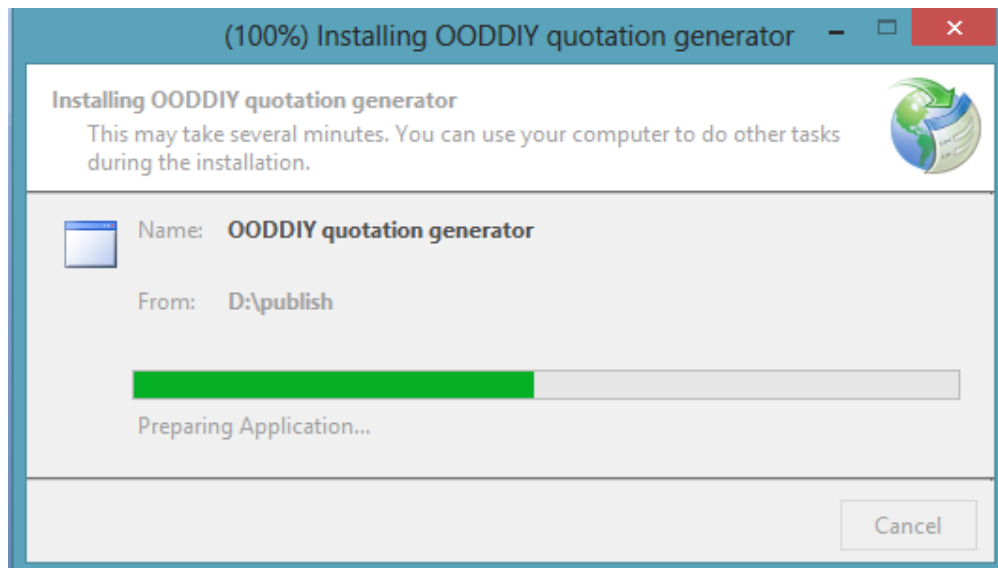 (100%) Installing OODDIY quotation generator
Installing OODDIY quotation generator
This may take several minutes. You can use your computer to do other tasks
during the installation.
Name: OODDIY quotation generator
From: D:\publish
Preparing Application...
Cancel